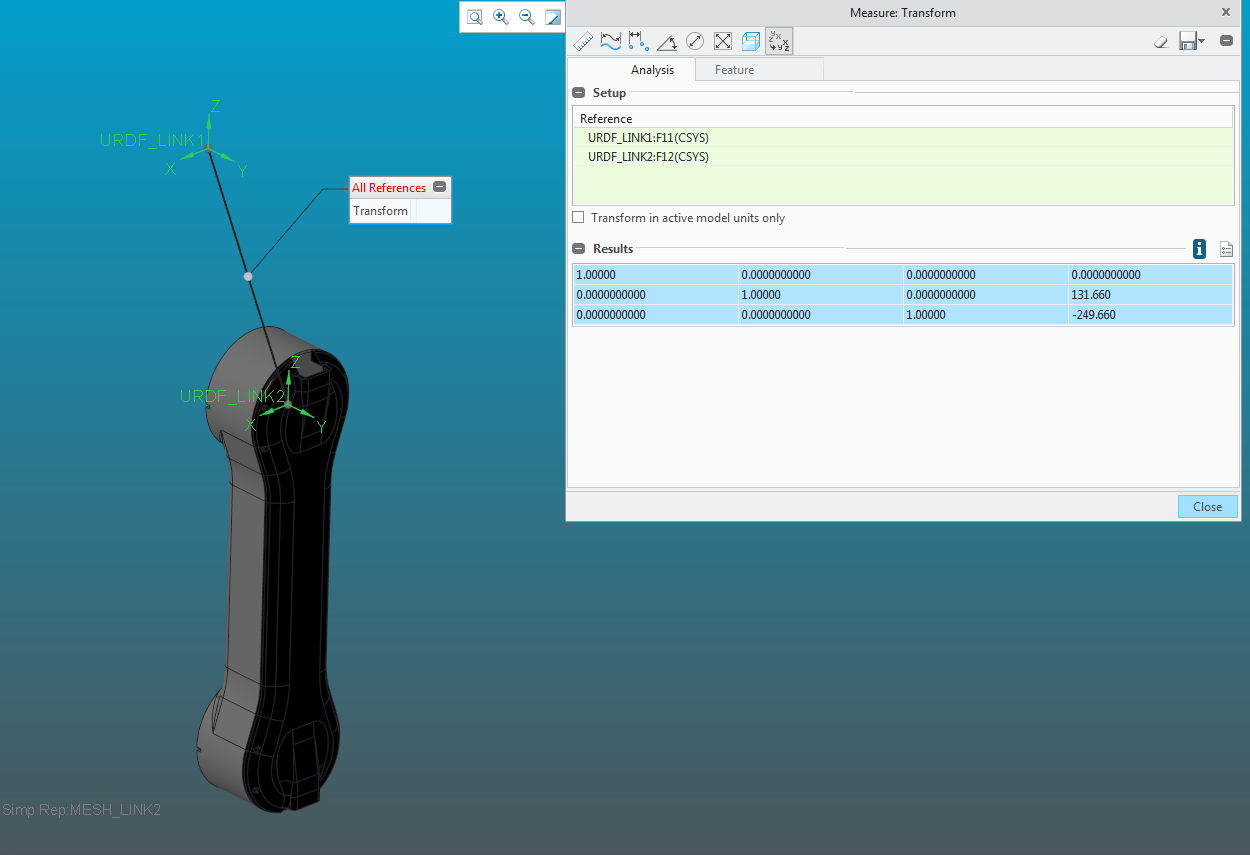 Measure: Transform
Analysis Feature
Setup
Reference
URDF_LINK1:F11(CSYS)
URDF_LINK2:F12(CSYS)
Transform in active model units only
Results
1.00000 0.0000000000 0.0000000000 0.0000000000
0.0000000000 1.00000 0.0000000000 131.660
0.0000000000 0.0000000000 1.00000 -249.660
Close
Z
URDF_LINK1
X Y
All References
Transform
Z
URDF_LINK2
X Y
Simp Rep:MESH_LINK2